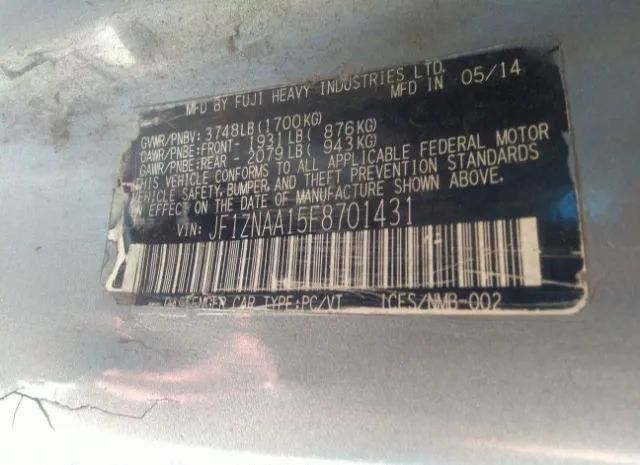 MFD BY FUJI HEAVY INDUSTRIES LTD.
MFD IN 05/14
GVWR/PNBV: 3748LB(1700KG)
GAWR/PNBE:FRONT- 1931LB( 876KG)
GAWR/PNBE:REAR - 2079LB( 943KG)
THIS VEHICLE CONFORMS TO ALL APPLICABLE FEDERAL MOTOR
VEHICLE SAFETY, BUMPER, AND THEFT PREVENTION STANDARDS
IN EFFECT ON THE DATE OF MANUFACTURE SHOWN ABOVE.
VIN: JF1ZNAA15E8701431
PASSENGER CAR TYPE:PC/VT ICES/NMB-002